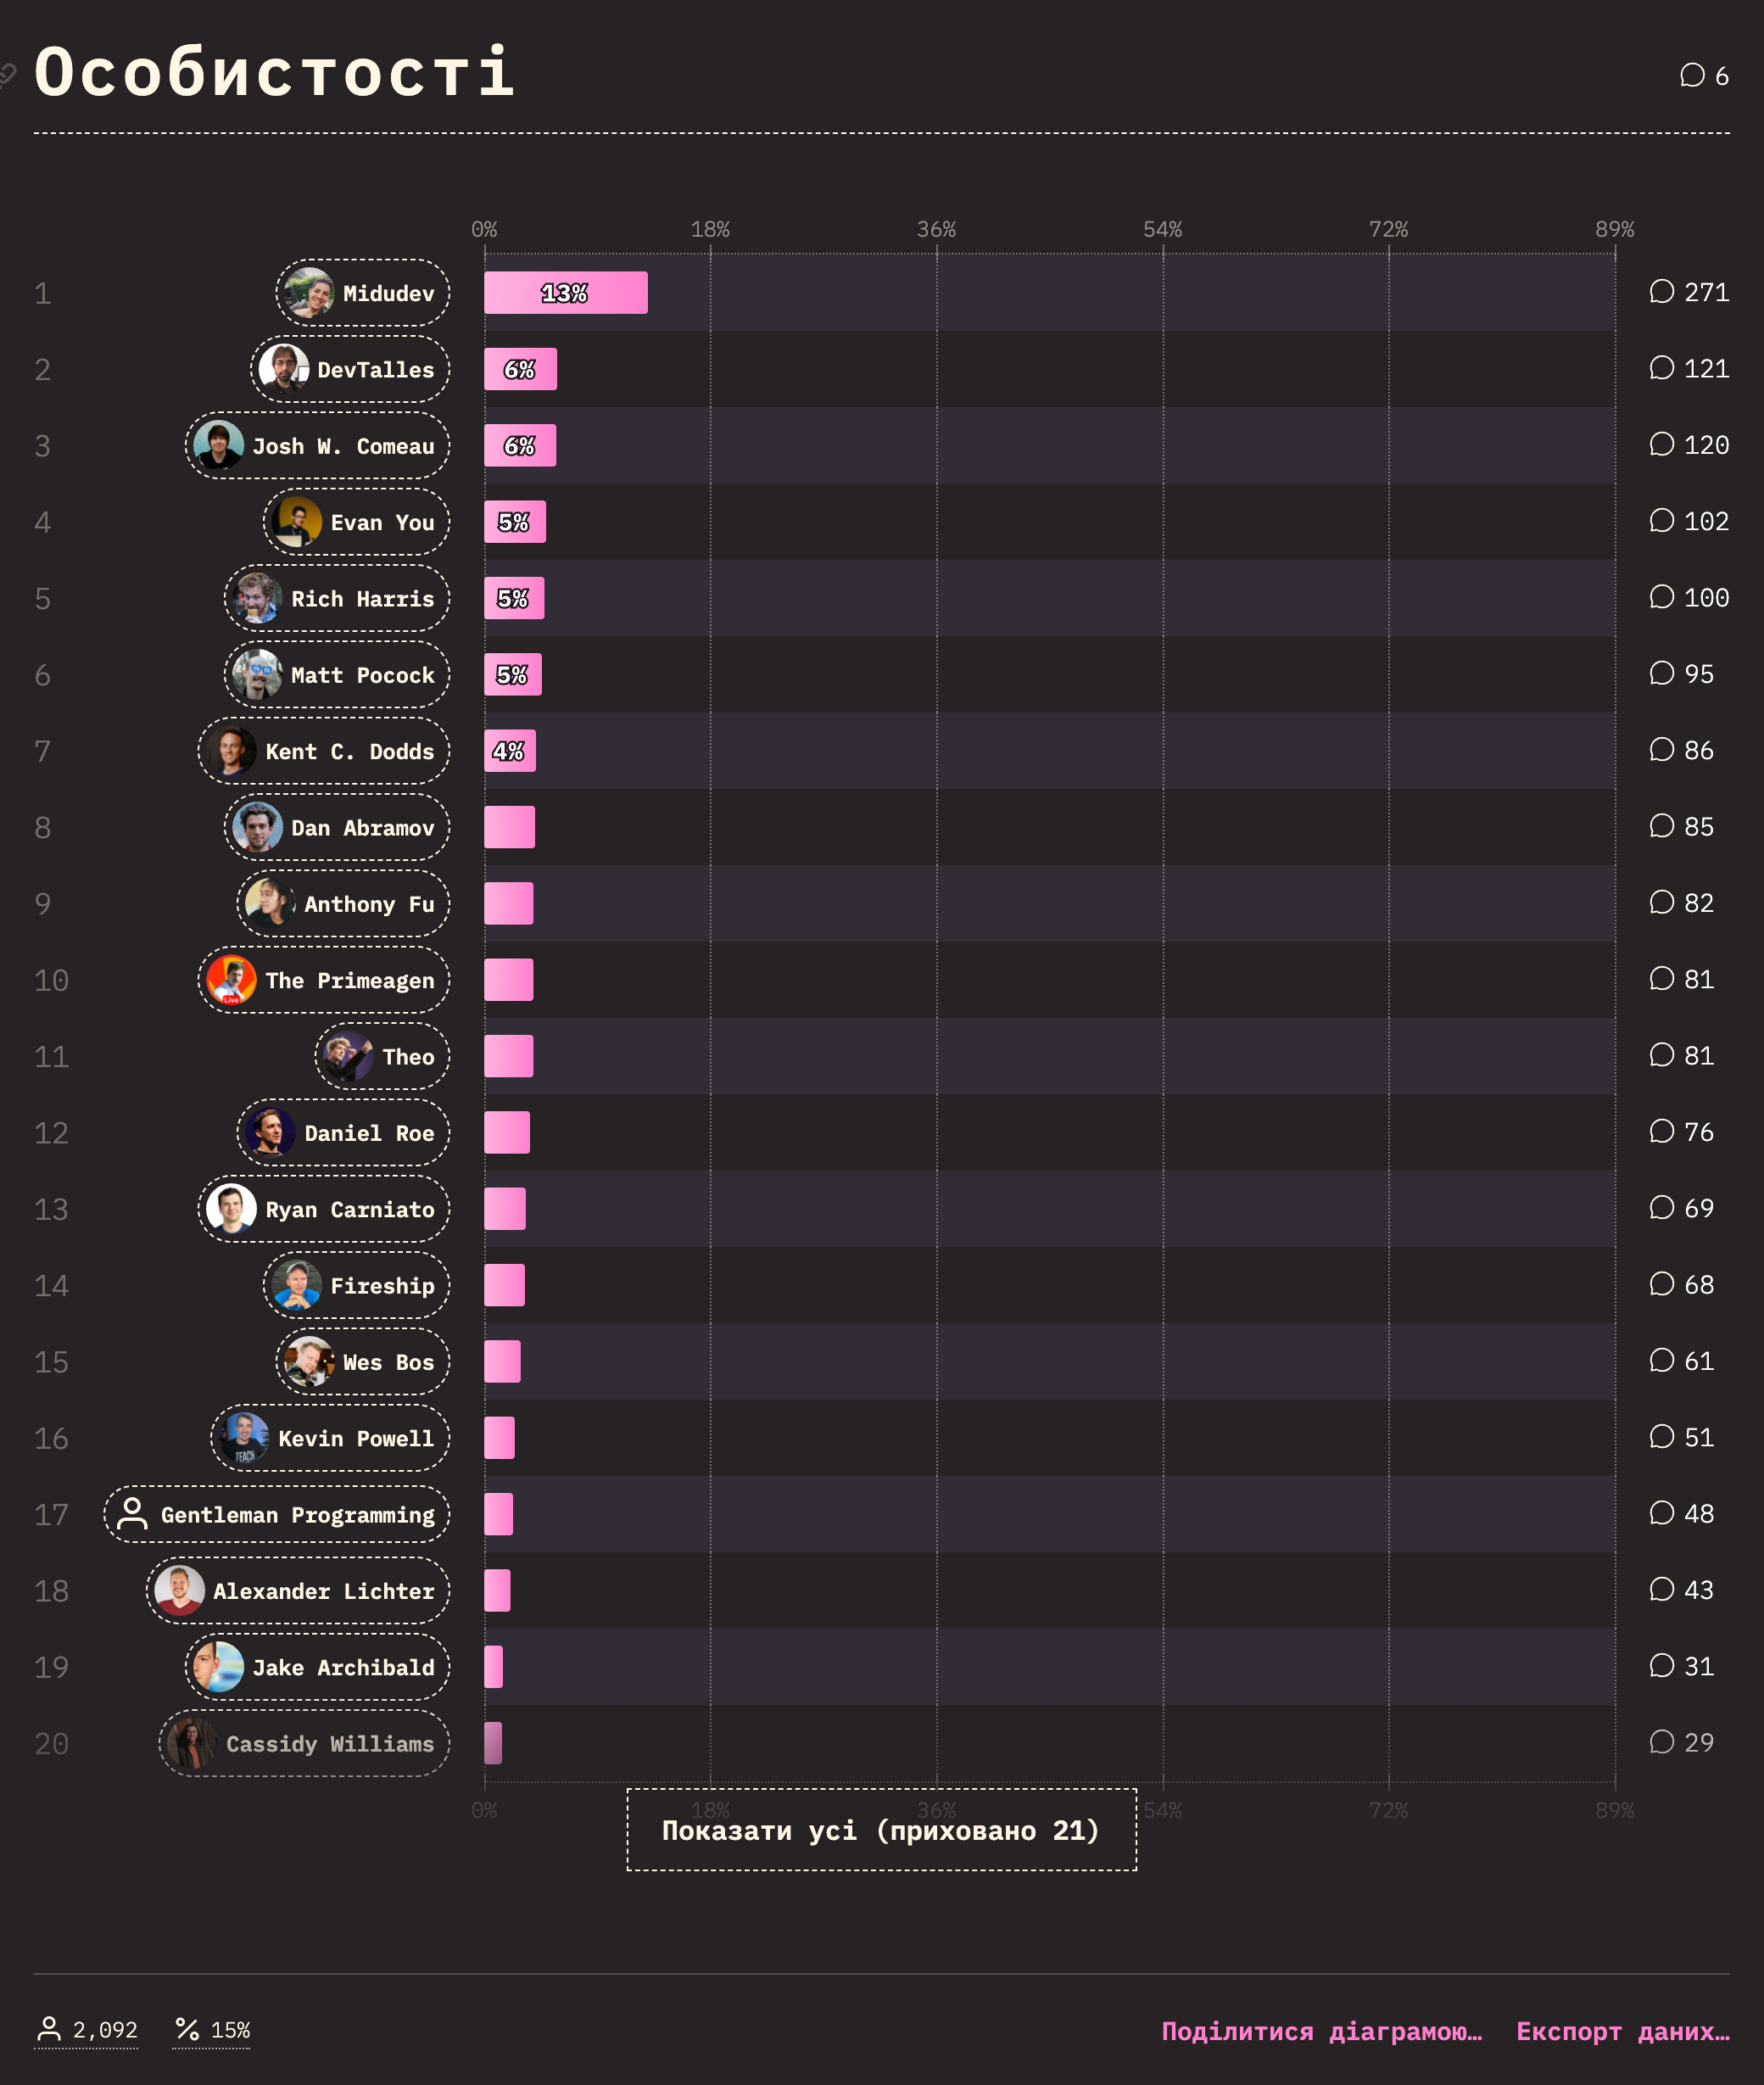 Особистості
6
0% 18% 36% 54% 72% 89%
1 Midudev 13% 271
2 DevTalles 6% 121
3 Josh W. Comeau 6% 120
4 Evan You 5% 102
5 Rich Harris 5% 100
6 Matt Pocock 5% 95
7 Kent C. Dodds 4% 86
8 Dan Abramov 85
9 Anthony Fu 82
10 The Primeagen 81
11 Theo 81
12 Daniel Roe 76
13 Ryan Carniato 69
14 Fireship 68
15 Wes Bos 61
16 Kevin Powell 51
17 Gentleman Programming 48
18 Alexander Lichter 43
19 Jake Archibald 31
20 Cassidy Williams 29
0% 18% 36% 54% 72% 89%
Показати усі (приховано 21)
2,092 15% Поділитися діаграмою… Експорт даних…